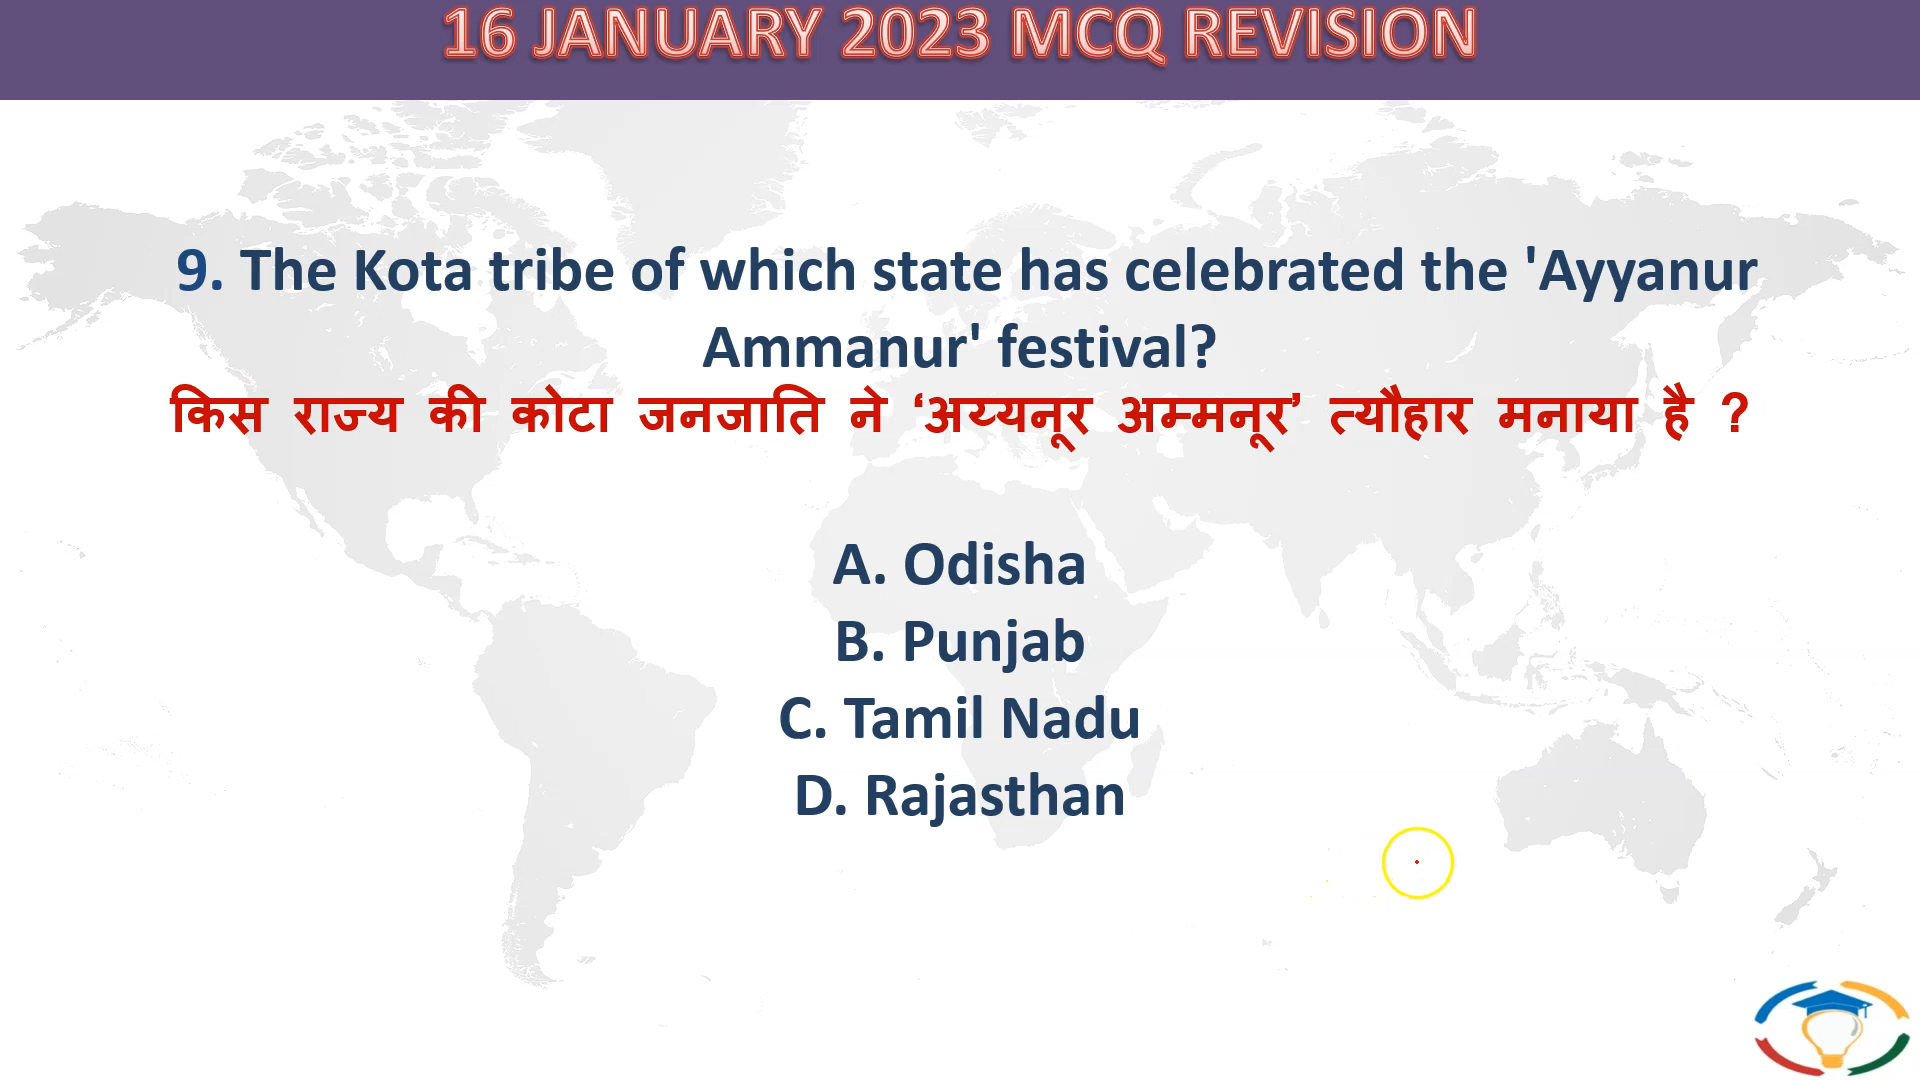 16 JANUARY 2023 MCQ REVISION
9. The Kota tribe of which state has celebrated the 'Ayyanur
Ammanur' festival?
किस राज्य की कोटा जनजाति ने ‘अय्यनूर अम्मनूर’ त्यौहार मनाया है ?
A. Odisha
B. Punjab
C. Tamil Nadu
D. Rajasthan